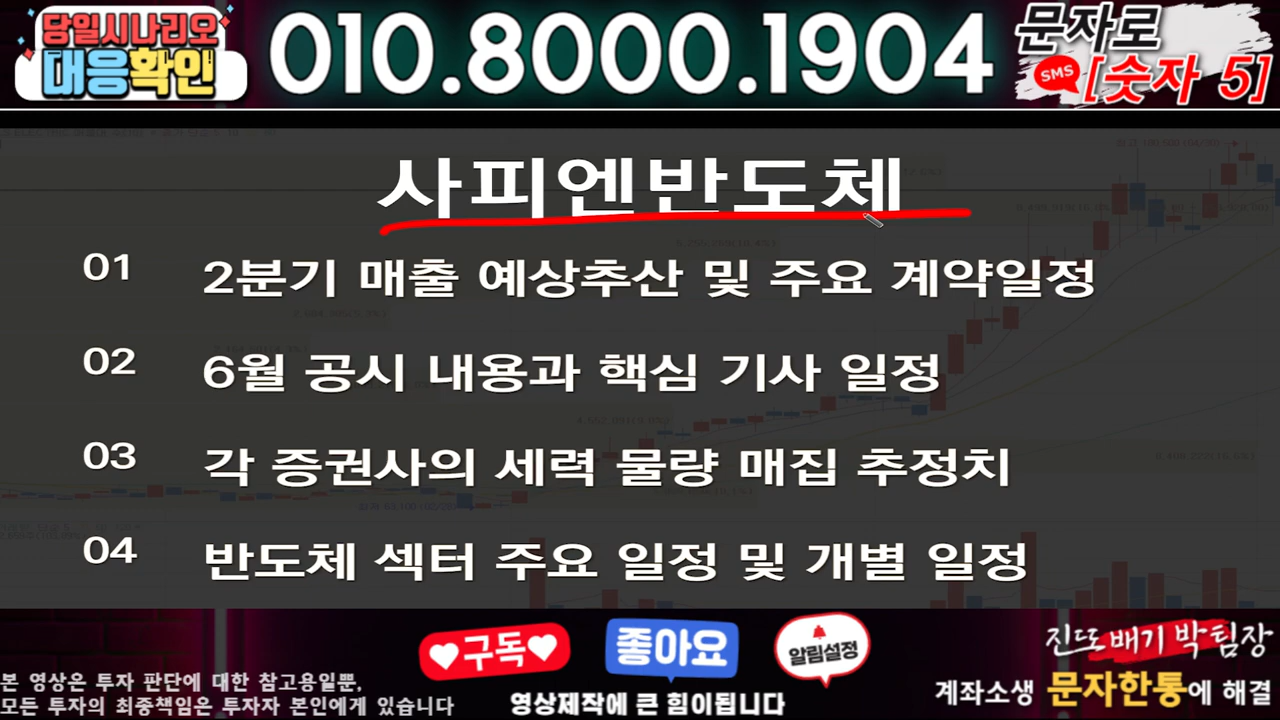 당일시나리오
대응확인
010.8000.1904
문자로
SMS [숫자 5]
사피엔반도체
01 2분기 매출 예상추산 및 주요 계약일정
02 6월 공시 내용과 핵심 기사 일정
03 각 증권사의 세력 물량 매집 추정치
04 반도체 섹터 주요 일정 및 개별 일정
구독
좋아요
알림설정
영상제작에 큰 힘이됩니다
본 영상은 투자 판단에 대한 참고용일뿐,
모든 투자의 최종책임은 투자자 본인에게 있습니다
진또배기 박팀장
계좌소생 문자한통에 해결